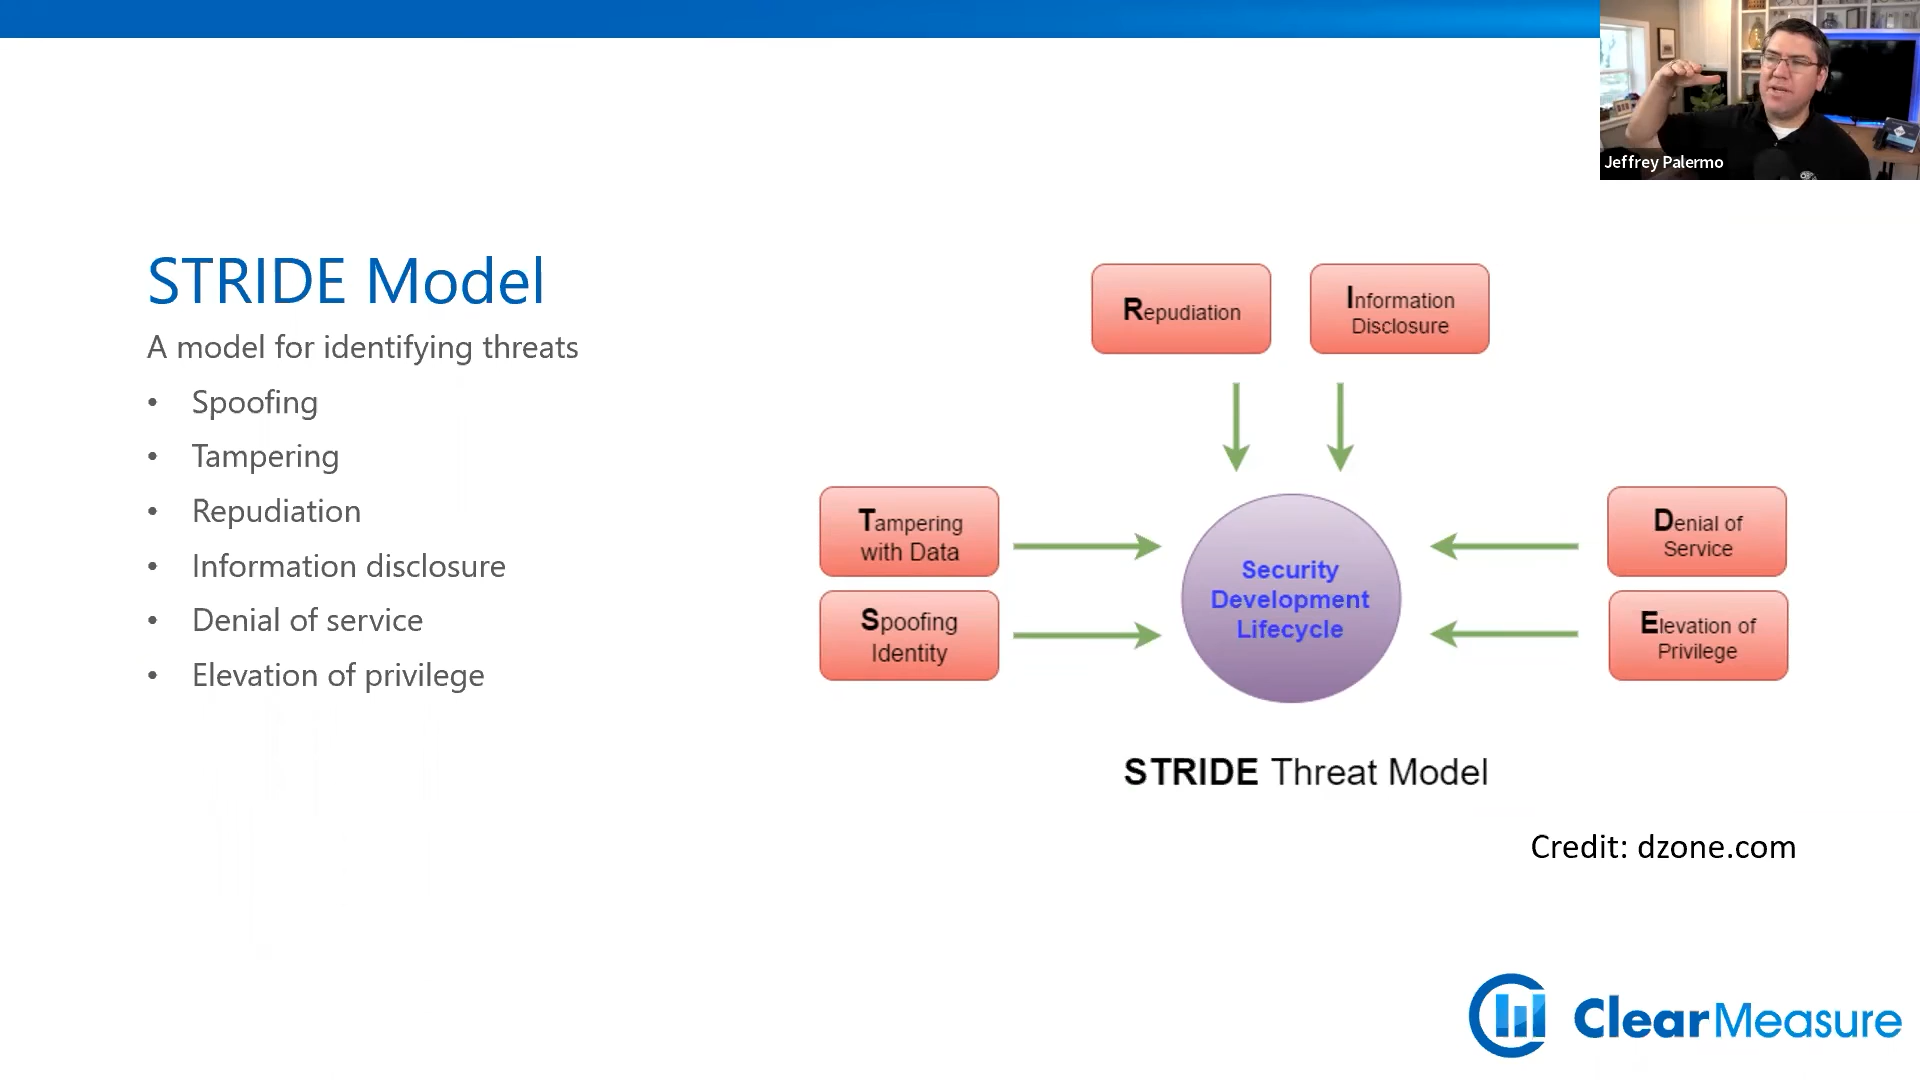 Jeffrey Palermo
STRIDE Model
A model for identifying threats
• Spoofing
• Tampering
• Repudiation
• Information disclosure
• Denial of service
• Elevation of privilege
Repudiation
Information
Disclosure
Tampering
with Data
Spoofing
Identity
Security
Development
Lifecycle
Denial of
Service
Elevation of
Privilege
STRIDE Threat Model
Credit: dzone.com
ClearMeasure